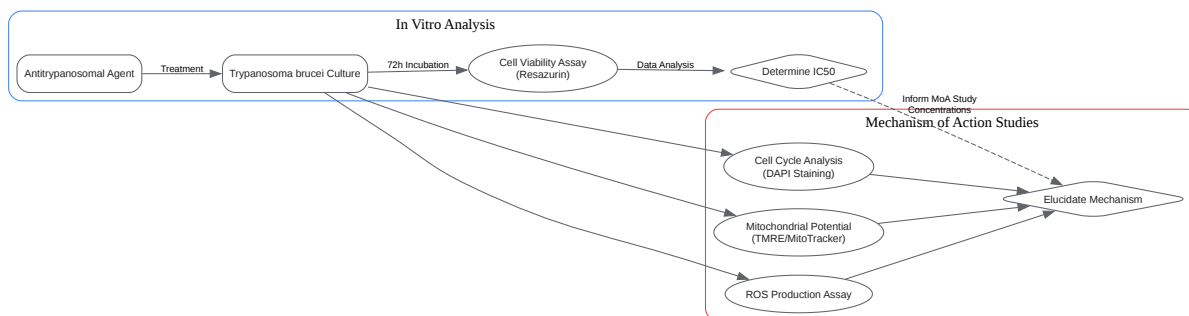 In Vitro Analysis
Antitrypanosomal Agent
Treatment
Trypanosoma brucei Culture
72h Incubation
Cell Viability Assay
(Resazurin)
Data Analysis
Determine IC50
Inform MoA Study
Concentrations
Mechanism of Action Studies
Cell Cycle Analysis
(DAPI Staining)
Elucidate Mechanism
Mitochondrial Potential
(TMRE/MitoTracker)
ROS Production Assay